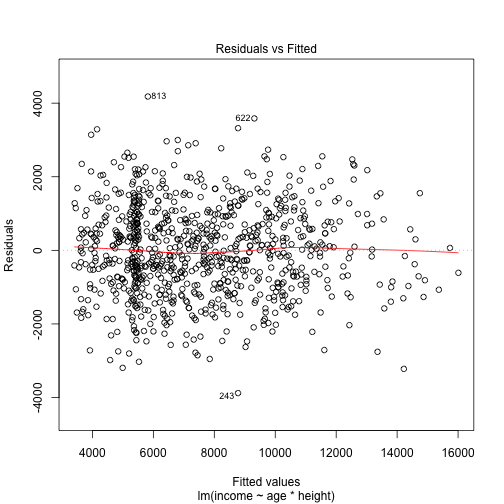 Residuals vs Fitted
Residuals
4000
2000
0
-2000
-4000
813
622
243
4000 6000 8000 10000 12000 14000 16000
Fitted values
lm(income ~ age * height)